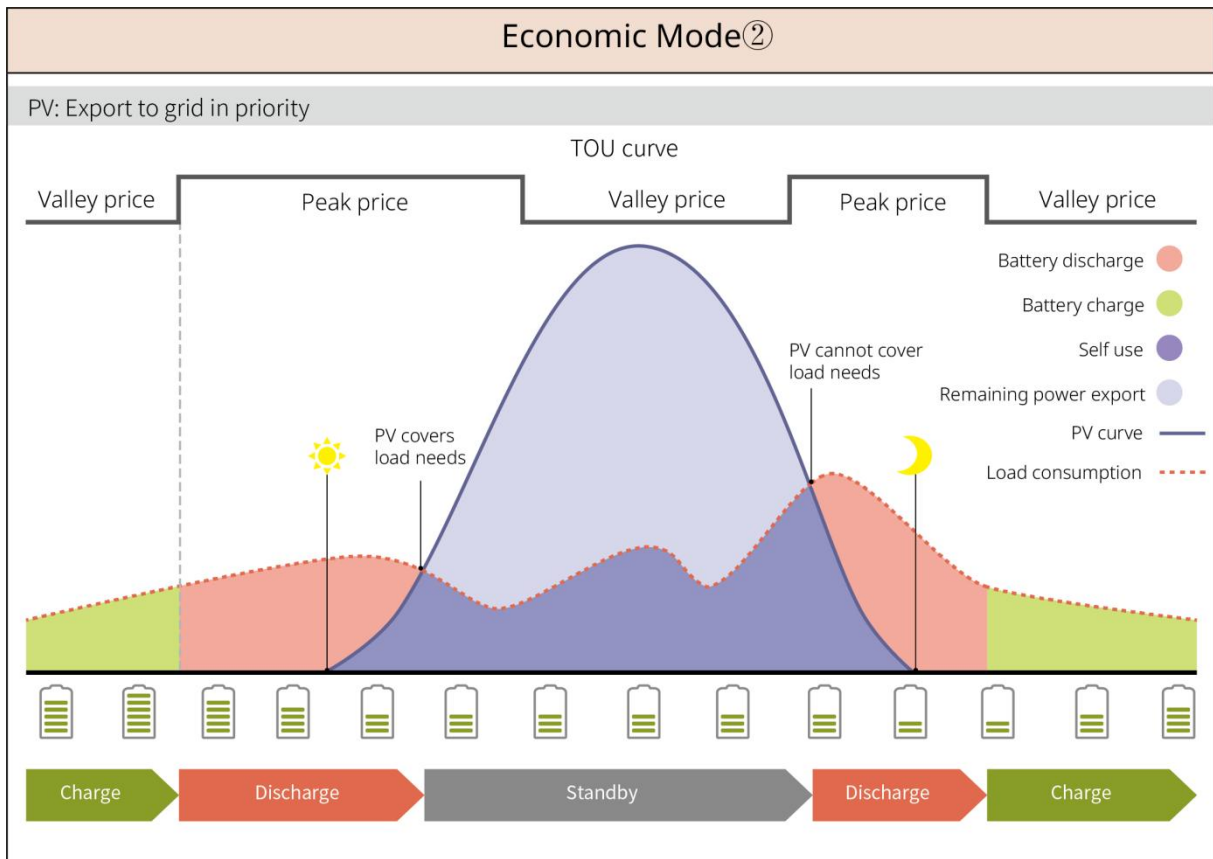 Economic Mode②
PV: Export to grid in priority
TOU curve
Valley price
Peak price
Valley price
Peak price
Valley price
Battery discharge
Battery charge
Self use
Remaining power export
PV curve
Load consumption
PV cannot cover
load needs
PV covers
load needs
Charge
Discharge
Standby
Discharge
Charge